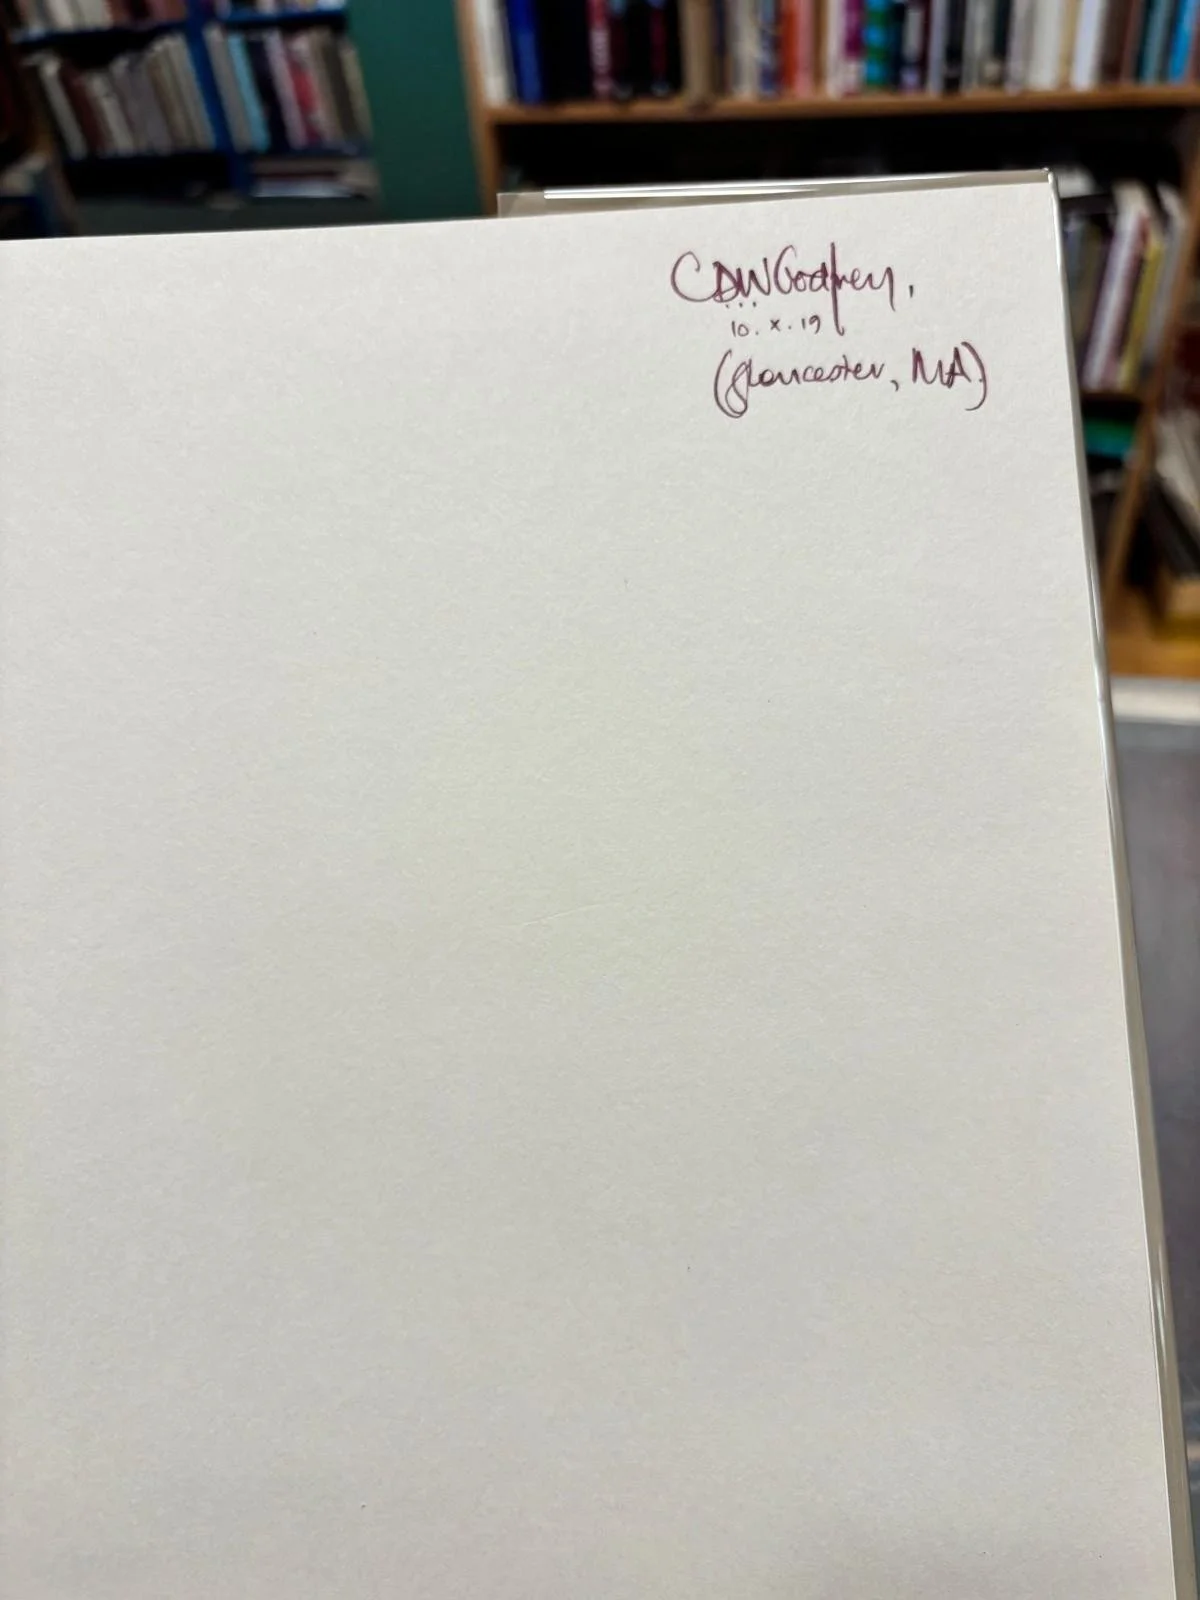 CDWGodfrey,
10.x.19
(Gloucester, MA)